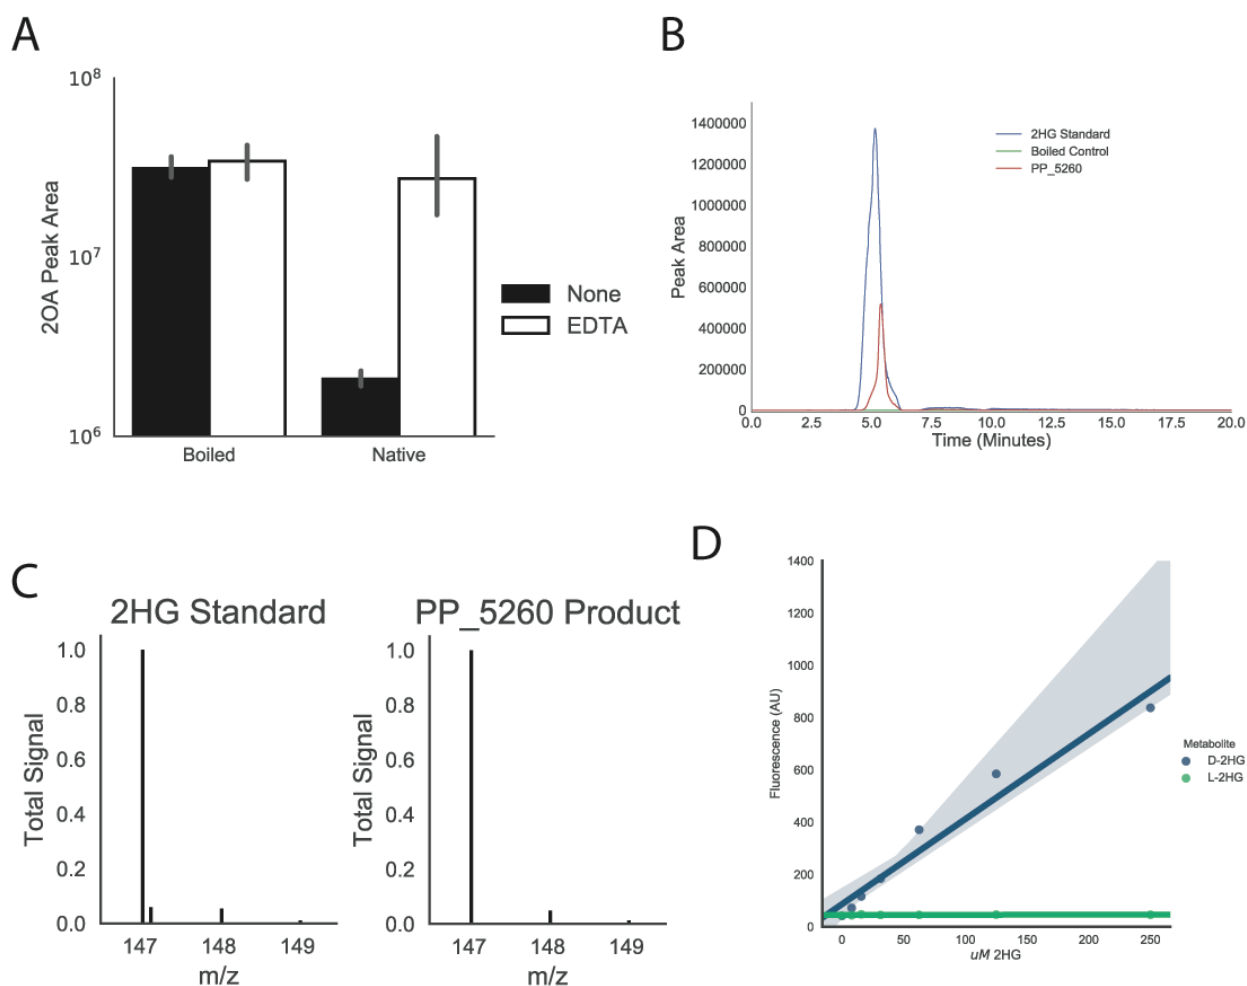 A
10⁸
10⁷
10⁶
2OA Peak Area
Boiled
Native
None
EDTA
B
1400000
1200000
1000000
800000
600000
400000
200000
0
Peak Area
0.0 2.5 5.0 7.5 10.0 12.5 15.0 17.5 20.0
Time (Minutes)
2HG Standard
Boiled Control
PP_5260
C
2HG Standard
1.0
0.8
0.6
0.4
0.2
0.0
Total Signal
147 148 149
m/z
PP_5260 Product
1.0
0.8
0.6
0.4
0.2
0.0
Total Signal
147 148 149
m/z
D
1400
1200
1000
800
600
400
200
0
Fluorescence (AU)
0 50 100 150 200 250
uM 2HG
Metabolite
D-2HG
L-2HG